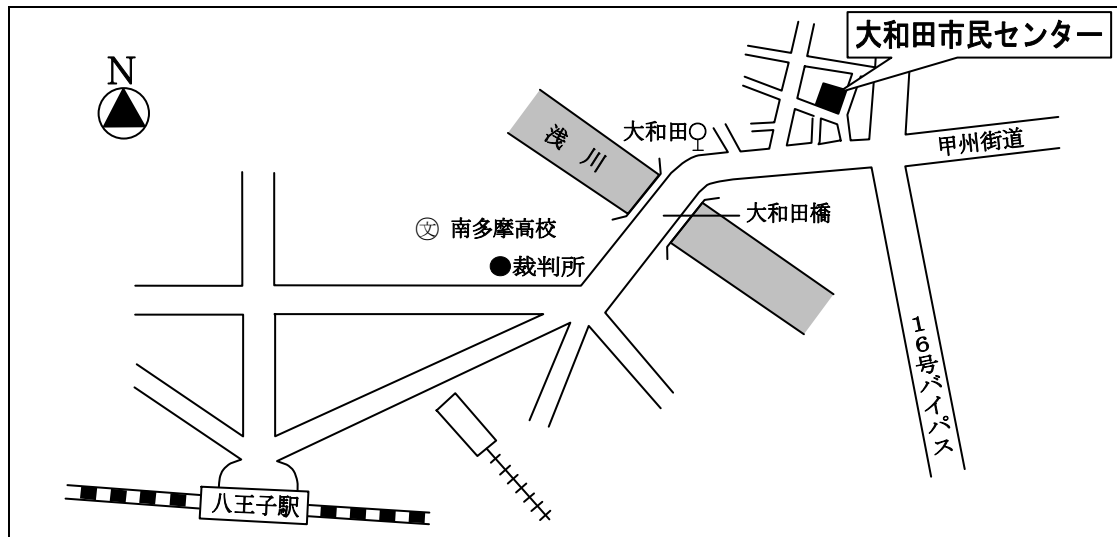 大和田市民センター
N
大和田
甲州街道
浅川
大和田橋
文 南多摩高校
裁判所
16号バイパス
八王子駅